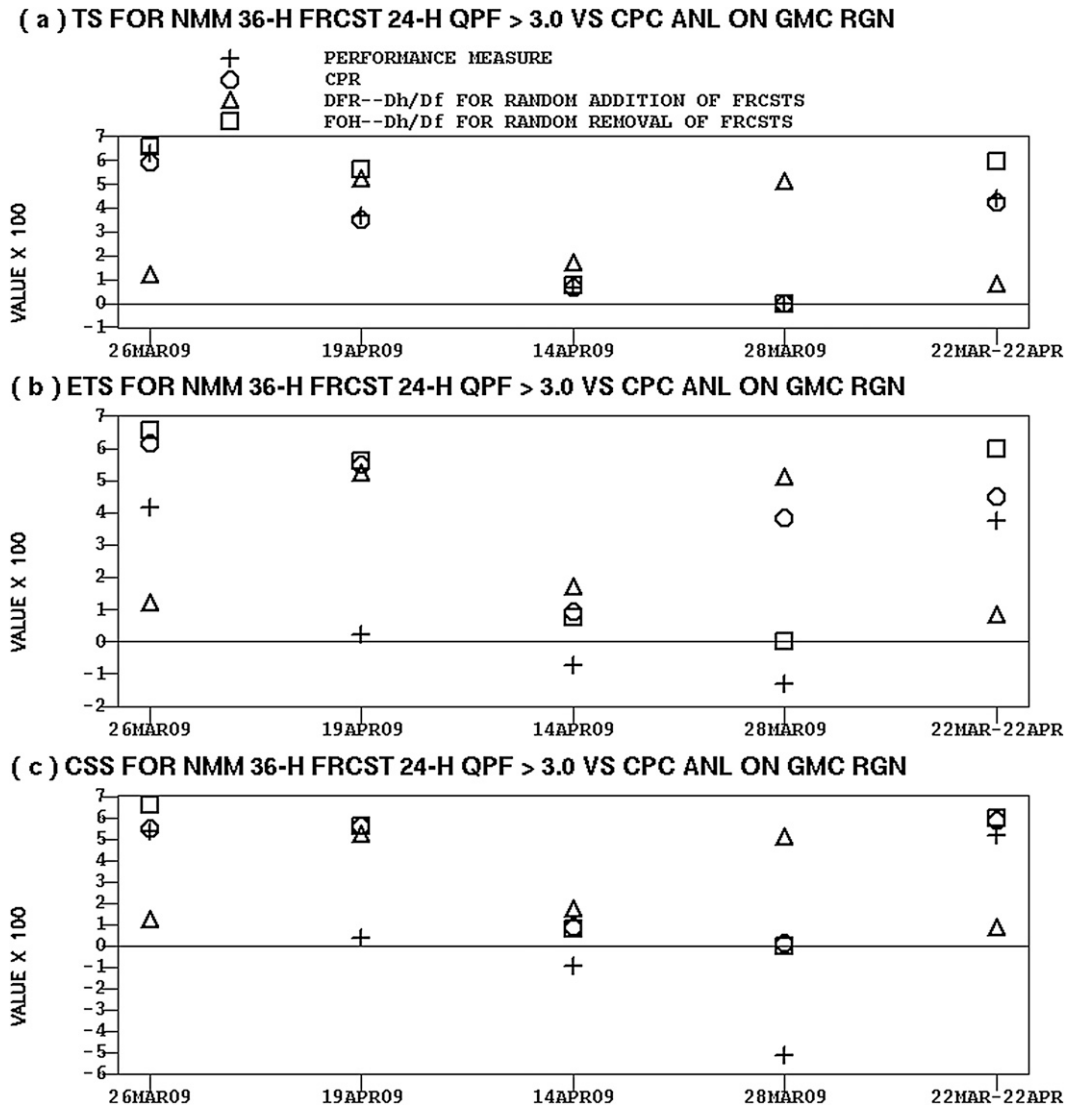 ( a ) TS FOR NMM 36-H FRCST 24-H QPF > 3.0 VS CPC ANL ON GMC RGN
PERFORMANCE MEASURE
CPR
DFR--Dh/Df FOR RANDOM ADDITION OF FRCSTS
FOH--Dh/Df FOR RANDOM REMOVAL OF FRCSTS
VALUE X 100
7
6
5
4
3
2
1
0
-1
26MAR09 19APR09 14APR09 28MAR09 22MAR-22APR
( b ) ETS FOR NMM 36-H FRCST 24-H QPF > 3.0 VS CPC ANL ON GMC RGN
VALUE X 100
7
6
5
4
3
2
1
0
-1
-2
26MAR09 19APR09 14APR09 28MAR09 22MAR-22APR
( c ) CSS FOR NMM 36-H FRCST 24-H QPF > 3.0 VS CPC ANL ON GMC RGN
VALUE X 100
7
6
5
4
3
2
1
0
-1
-2
-3
-4
-5
-6
26MAR09 19APR09 14APR09 28MAR09 22MAR-22APR